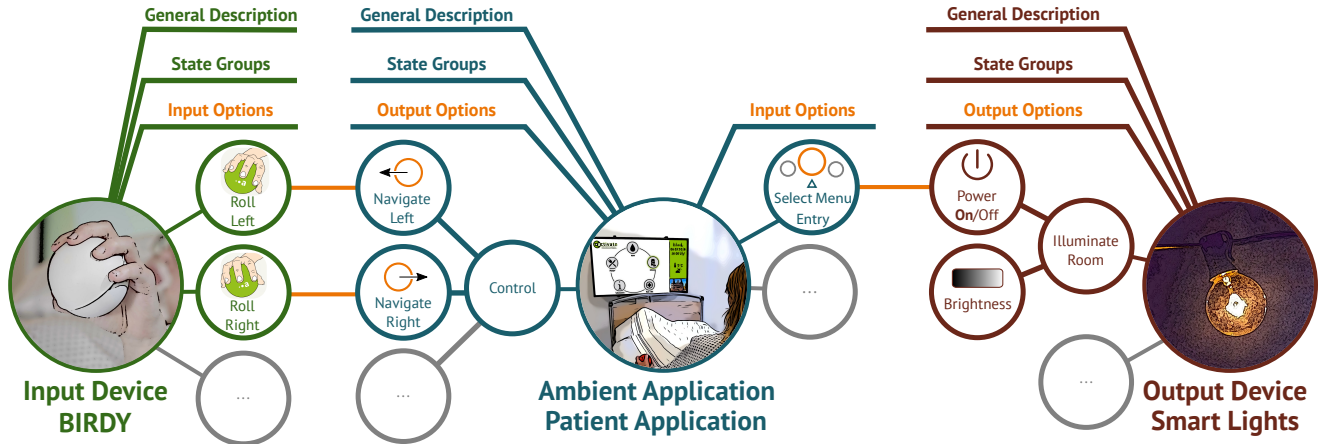 General Description
State Groups
Input Options
Roll
Left
Roll
Right
...
Input Device
BIRDY
General Description
State Groups
Output Options
Navigate
Left
Navigate
Right
...
Control
Ambient Application
Patient Application
Input Options
Select Menu
Entry
...
General Description
State Groups
Output Options
Power
On/Off
Brightness
Illuminate
Room
...
Output Device
Smart Lights